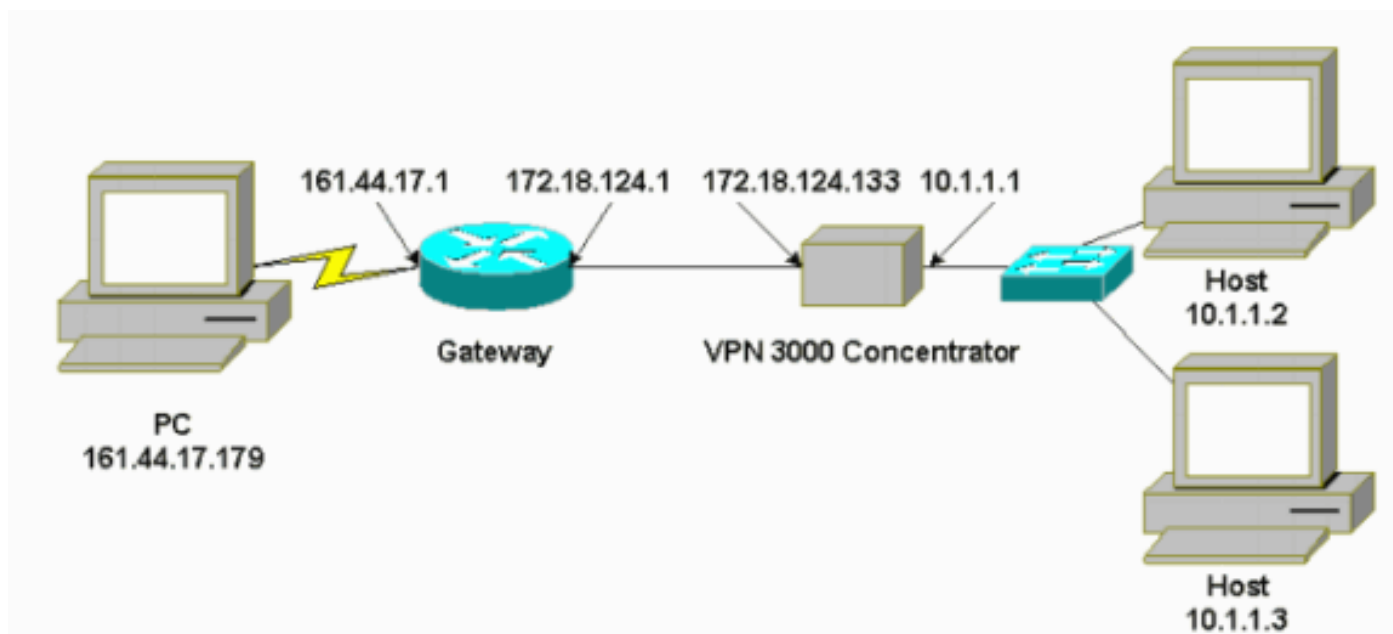 161.44.17.1
172.18.124.1
172.18.124.133
10.1.1.1
Host
10.1.1.2
Gateway
VPN 3000 Concentrator
PC
161.44.17.179
Host
10.1.1.3